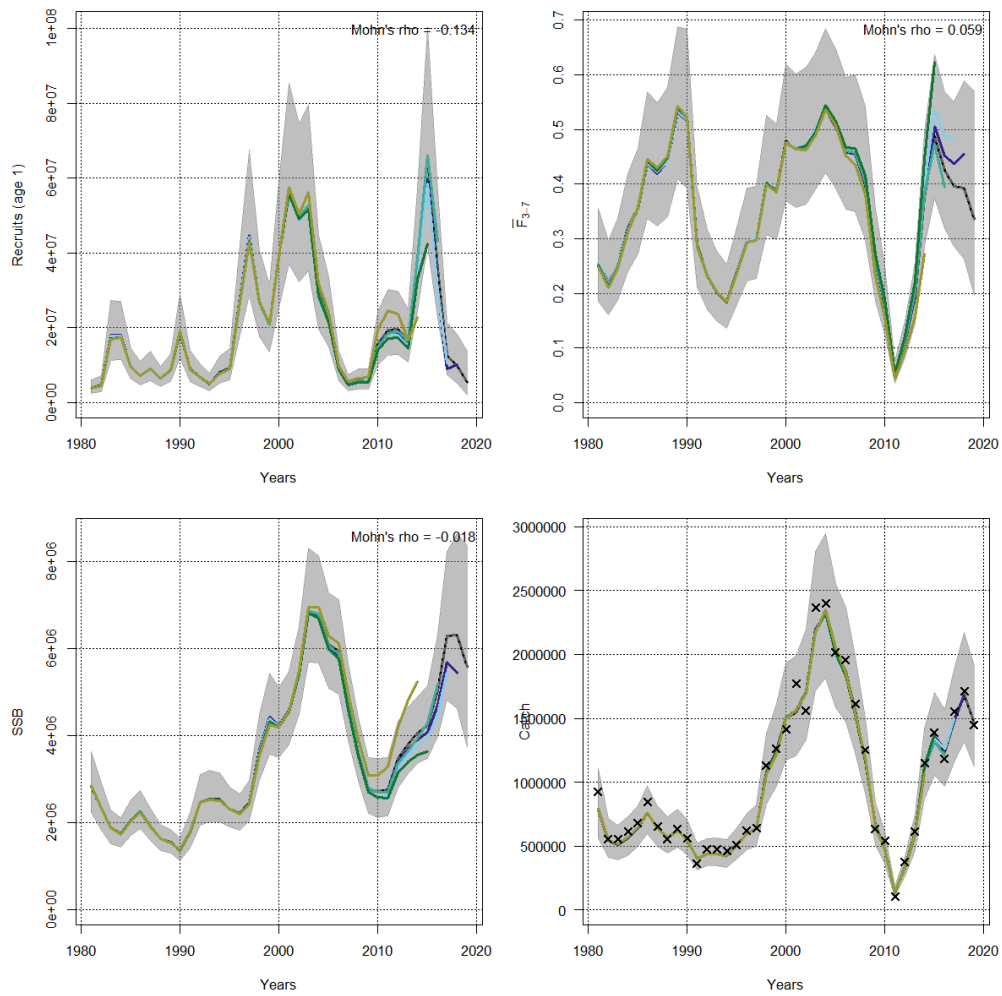 Mohn's rho = -0.134
Recruits (age 1)
1e+08
8e+07
6e+07
4e+07
2e+07
0e+00
1980 1990 2000 2010 2020
Years
Mohn's rho = 0.059
F̅3−7
0.7
0.6
0.5
0.4
0.3
0.2
0.1
0.0
1980 1990 2000 2010 2020
Years
Mohn's rho = -0.018
SSB
8e+06
6e+06
4e+06
2e+06
0e+00
1980 1990 2000 2010 2020
Years
Catch
3000000
2500000
2000000
1500000
1000000
500000
0
1980 1990 2000 2010 2020
Years